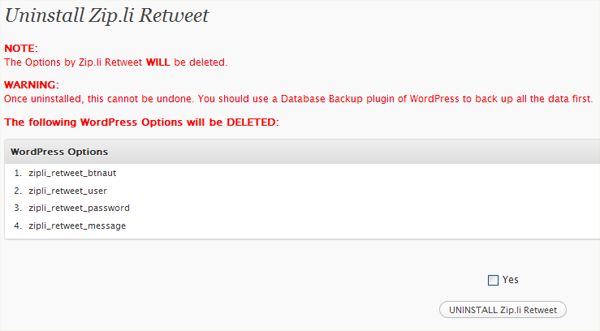 Uninstall Zip.li Retweet
NOTE:
The Options by Zip.li Retweet WILL be deleted.
WARNING:
Once uninstalled, this cannot be undone. You should use a Database Backup plugin of WordPress to back up all the data first.
The following WordPress Options will be DELETED:
WordPress Options
1. zipli_retweet_btnaut
2. zipli_retweet_user
3. zipli_retweet_password
4. zipli_retweet_message
Yes
UNINSTALL Zip.li Retweet